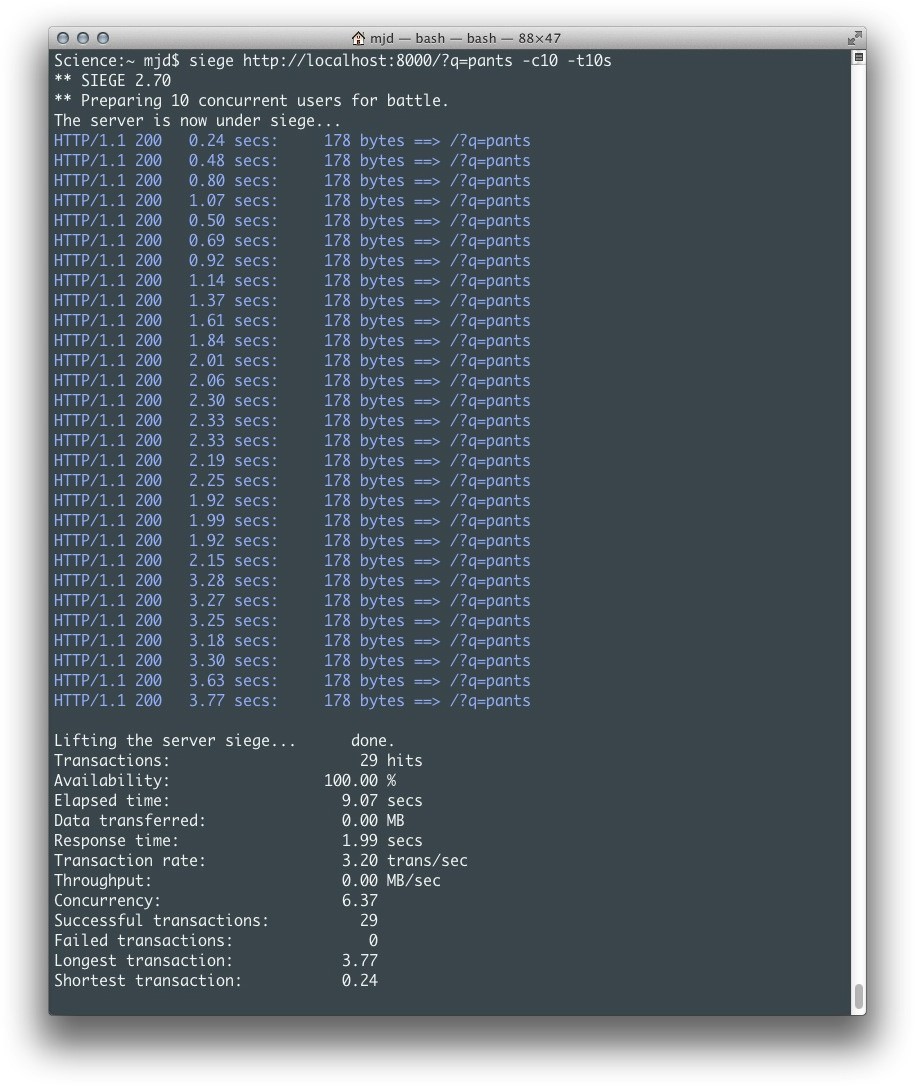 mjd — bash — bash — 88×47
Science:~ mjd$ siege http://localhost:8000/?q=pants -c10 -t10s
** SIEGE 2.70
** Preparing 10 concurrent users for battle.
The server is now under siege...
HTTP/1.1 200   0.24 secs:     178 bytes ==> /?q=pants
HTTP/1.1 200   0.48 secs:     178 bytes ==> /?q=pants
HTTP/1.1 200   0.80 secs:     178 bytes ==> /?q=pants
HTTP/1.1 200   1.07 secs:     178 bytes ==> /?q=pants
HTTP/1.1 200   0.50 secs:     178 bytes ==> /?q=pants
HTTP/1.1 200   0.69 secs:     178 bytes ==> /?q=pants
HTTP/1.1 200   0.92 secs:     178 bytes ==> /?q=pants
HTTP/1.1 200   1.14 secs:     178 bytes ==> /?q=pants
HTTP/1.1 200   1.37 secs:     178 bytes ==> /?q=pants
HTTP/1.1 200   1.61 secs:     178 bytes ==> /?q=pants
HTTP/1.1 200   1.84 secs:     178 bytes ==> /?q=pants
HTTP/1.1 200   2.01 secs:     178 bytes ==> /?q=pants
HTTP/1.1 200   2.06 secs:     178 bytes ==> /?q=pants
HTTP/1.1 200   2.30 secs:     178 bytes ==> /?q=pants
HTTP/1.1 200   2.33 secs:     178 bytes ==> /?q=pants
HTTP/1.1 200   2.33 secs:     178 bytes ==> /?q=pants
HTTP/1.1 200   2.19 secs:     178 bytes ==> /?q=pants
HTTP/1.1 200   2.25 secs:     178 bytes ==> /?q=pants
HTTP/1.1 200   1.92 secs:     178 bytes ==> /?q=pants
HTTP/1.1 200   1.99 secs:     178 bytes ==> /?q=pants
HTTP/1.1 200   1.92 secs:     178 bytes ==> /?q=pants
HTTP/1.1 200   2.15 secs:     178 bytes ==> /?q=pants
HTTP/1.1 200   3.28 secs:     178 bytes ==> /?q=pants
HTTP/1.1 200   3.27 secs:     178 bytes ==> /?q=pants
HTTP/1.1 200   3.25 secs:     178 bytes ==> /?q=pants
HTTP/1.1 200   3.18 secs:     178 bytes ==> /?q=pants
HTTP/1.1 200   3.30 secs:     178 bytes ==> /?q=pants
HTTP/1.1 200   3.63 secs:     178 bytes ==> /?q=pants
HTTP/1.1 200   3.77 secs:     178 bytes ==> /?q=pants
Lifting the server siege...      done.
Transactions:                     29 hits
Availability:                 100.00 %
Elapsed time:                   9.07 secs
Data transferred:               0.00 MB
Response time:                  1.99 secs
Transaction rate:               3.20 trans/sec
Throughput:                     0.00 MB/sec
Concurrency:                    6.37
Successful transactions:          29
Failed transactions:               0
Longest transaction:            3.77
Shortest transaction:           0.24